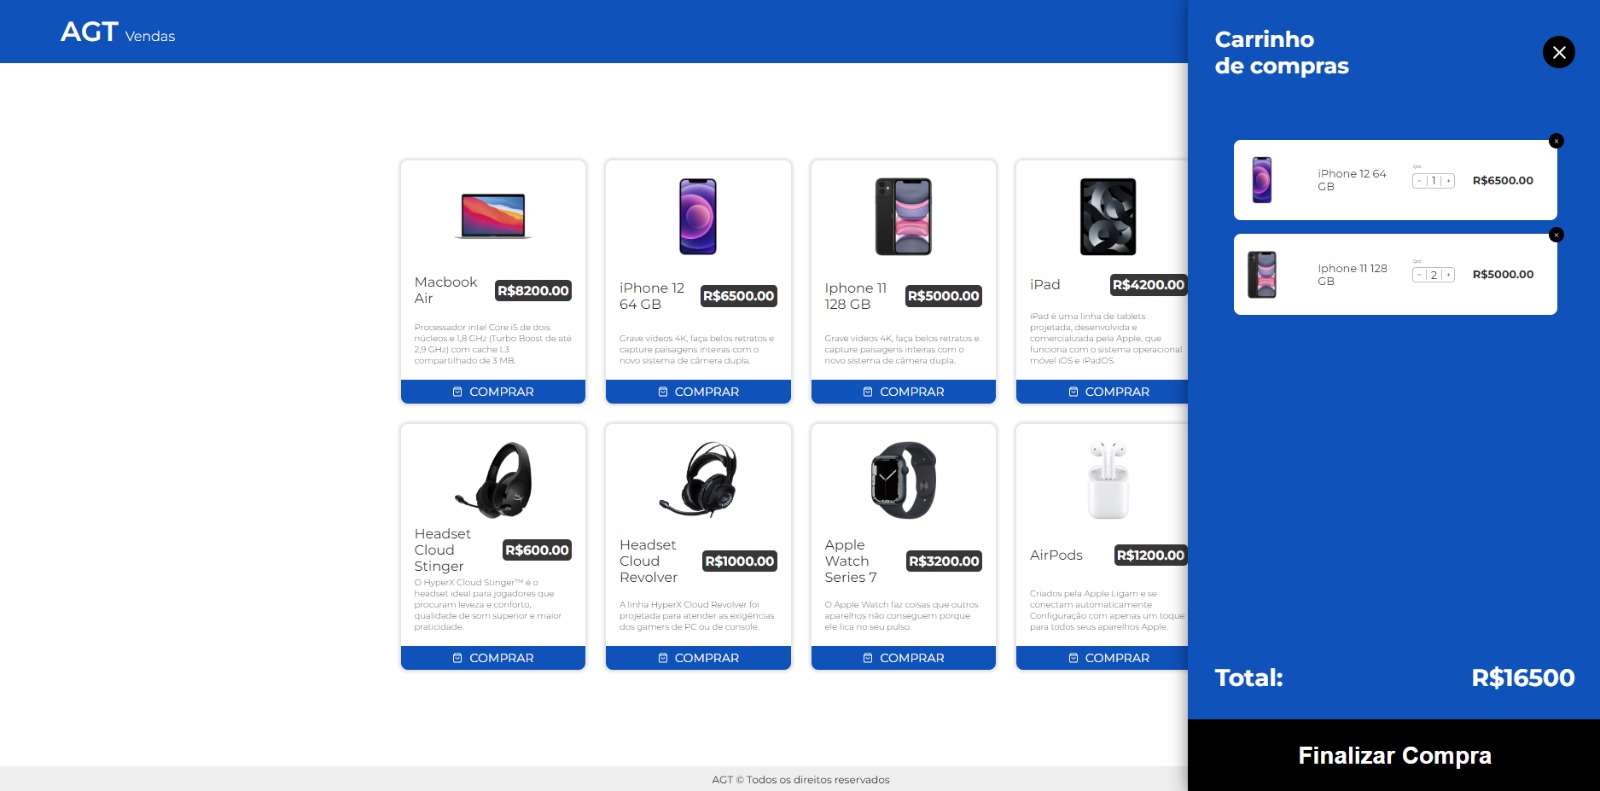 AGT Vendas
Macbook
Air
R$8200.00
Processador intel Core i5 de dois
núcleos e 1,8 GHz (Turbo Boost de até
2,9 GHz) com cache L3
compartilhado de 3 MB.
COMPRAR
iPhone 12
64 GB
R$6500.00
Grave vídeos 4K, faça belos retratos e
capture paisagens inteiras com o
novo sistema de câmera dupla.
COMPRAR
Iphone 11
128 GB
R$5000.00
Grave vídeos 4K, faça belos retratos e
capture paisagens inteiras com o
novo sistema de câmera dupla.
COMPRAR
iPad
R$4200.00
iPad é uma linha de tablets
projetada, desenvolvida e
comercializada pela Apple, que
funciona com o sistema operacional
móvel iOS e iPadOS.
COMPRAR
Headset
Cloud
Stinger
R$600.00
O HyperX Cloud Stinger™ é o
headset ideal para jogadores que
procuram leveza e conforto,
qualidade de som superior e maior
praticidade.
COMPRAR
Headset
Cloud
Revolver
R$1000.00
A linha HyperX Cloud Revolver foi
projetada para atender as exigências
dos gamers de PC ou de console.
COMPRAR
Apple
Watch
Series 7
R$3200.00
O Apple Watch faz coisas que outros
aparelhos não conseguem porque
ele fica no seu pulso.
COMPRAR
AirPods
R$1200.00
Criados pela Apple Ligam e se
conectam automaticamente
Configuração com apenas um toque
para todos seus aparelhos Apple.
COMPRAR
AGT © Todos os direitos reservados
Carrinho
de compras
iPhone 12 64
GB
Qtd:
- 1 +
R$6500.00
Iphone 11 128
GB
Qtd:
- 2 +
R$5000.00
Total: R$16500
Finalizar Compra